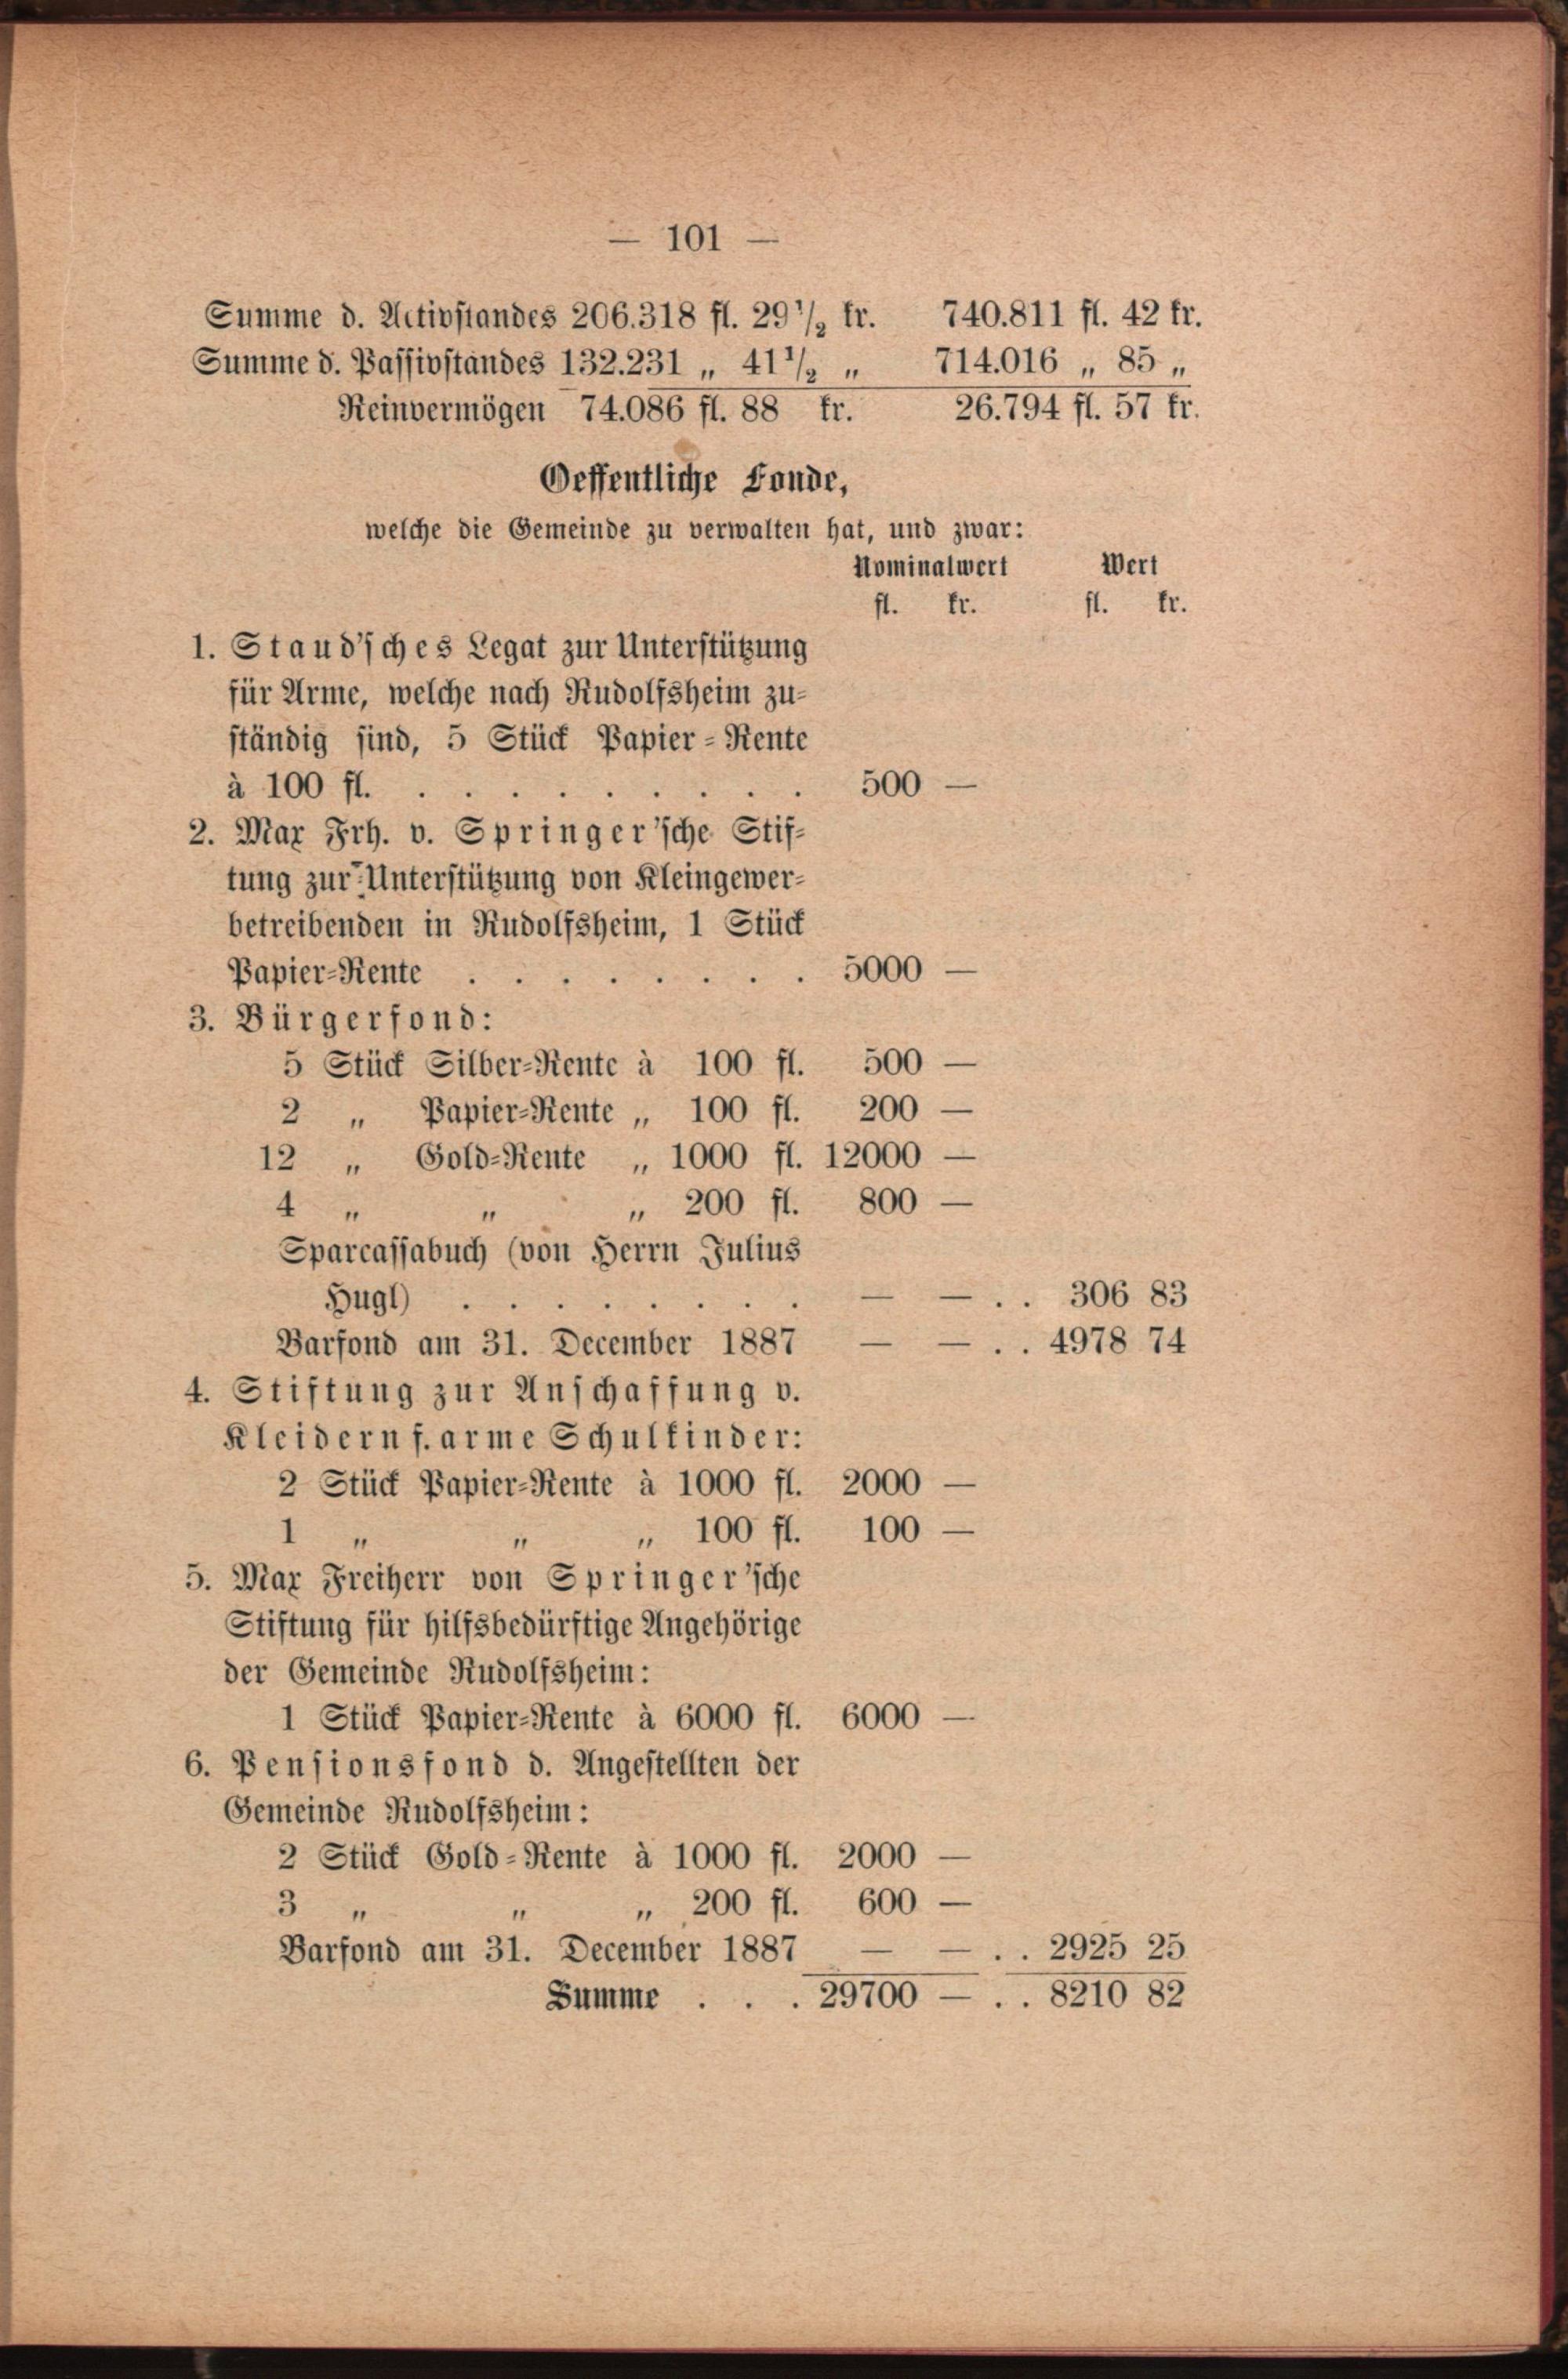 — 101 —
Summe d. Activstandes 206.318 fl. 29 1/2 kr. 740.811 fl. 42 kr.
Summe d. Passivstandes 132.231 „ 41 1/2 „ 714.016 „ 85 „
Reinvermögen 74.086 fl. 88 kr. 26.794 fl. 57 kr.
Oeffentliche Fonde,
welche die Gemeinde zu verwalten hat, und zwar:
Nominalwert Wert
fl. kr. fl. kr.
1. Staud'sches Legat zur Unterstützung
für Arme, welche nach Rudolfsheim zu-
ständig sind, 5 Stück Papier-Rente
à 100 fl. . . . . . . . . . . 500 —
2. Max Frh. v. Springer'sche Stif-
tung zur Unterstützung von Kleingewer-
betreibenden in Rudolfsheim, 1 Stück
Papier-Rente . . . . . . . . 5000 —
3. Bürgerfond:
5 Stück Silber-Rente à 100 fl. 500 —
2 „ Papier-Rente „ 100 fl. 200 —
12 „ Gold-Rente „ 1000 fl. 12000 —
4 „ „ „ 200 fl. 800 —
Sparcassabuch (von Herrn Julius
Hugl) . . . . . . . . — — . . 306 83
Barfond am 31. December 1887 — — . . 4978 74
4. Stiftung zur Anschaffung v.
Kleidern f. arme Schulkinder:
2 Stück Papier-Rente à 1000 fl. 2000 —
1 „ „ „ 100 fl. 100 —
5. Max Freiherr von Springer'sche
Stiftung für hilfsbedürftige Angehörige
der Gemeinde Rudolfsheim:
1 Stück Papier-Rente à 6000 fl. 6000 —
6. Pensionsfond d. Angestellten der
Gemeinde Rudolfsheim:
2 Stück Gold-Rente à 1000 fl. 2000 —
3 „ „ „ 200 fl. 600 —
Barfond am 31. December 1887 — — . . 2925 25
Summe . . . 29700 — . . 8210 82